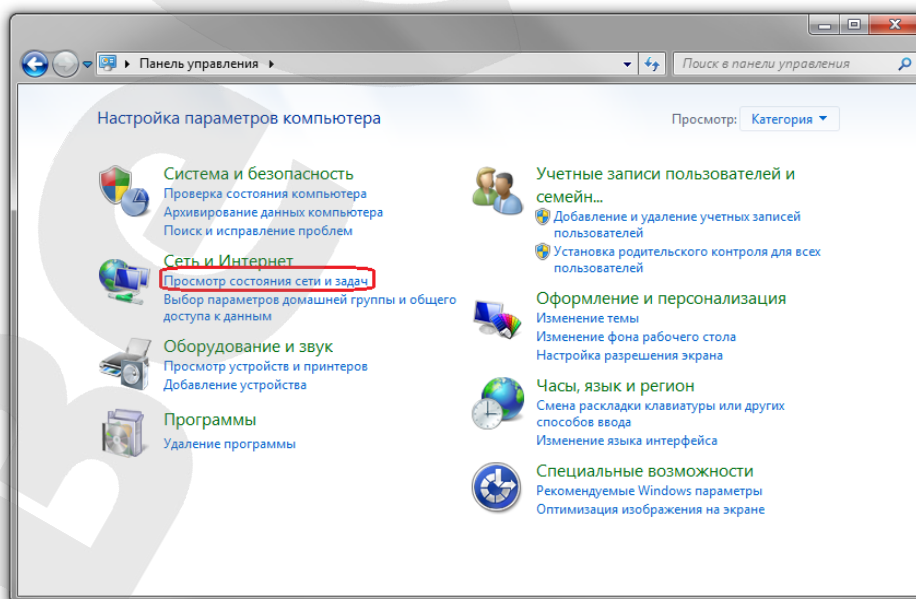 Панель управления
Поиск в панели управления
Настройка параметров компьютера
Просмотр: Категория
Система и безопасность
Проверка состояния компьютера
Архивирование данных компьютера
Поиск и исправление проблем
Сеть и Интернет
Просмотр состояния сети и задач
Выбор параметров домашней группы и общего
доступа к данным
Оборудование и звук
Просмотр устройств и принтеров
Добавление устройства
Программы
Удаление программы
Учетные записи пользователей и
семейн...
Добавление и удаление учетных записей
пользователей
Установка родительского контроля для всех
пользователей
Оформление и персонализация
Изменение темы
Изменение фона рабочего стола
Настройка разрешения экрана
Часы, язык и регион
Смена раскладки клавиатуры или других
способов ввода
Изменение языка интерфейса
Специальные возможности
Рекомендуемые Windows параметры
Оптимизация изображения на экране